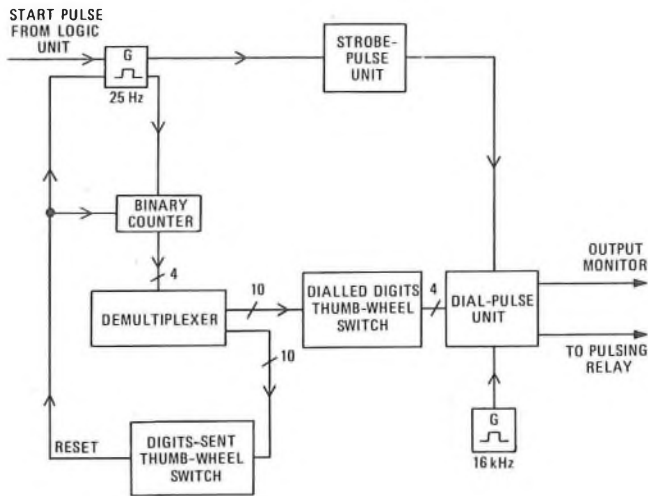 START PULSE
FROM LOGIC
UNIT
G
25 Hz
STROBE-
PULSE
UNIT
BINARY
COUNTER
4
DEMULTIPLEXER
10
DIALLED DIGITS
THUMB-WHEEL
SWITCH
4
DIAL-PULSE
UNIT
OUTPUT
MONITOR
TO PULSING
RELAY
10
G
16 kHz
RESET
DIGITS-SENT
THUMB-WHEEL
SWITCH